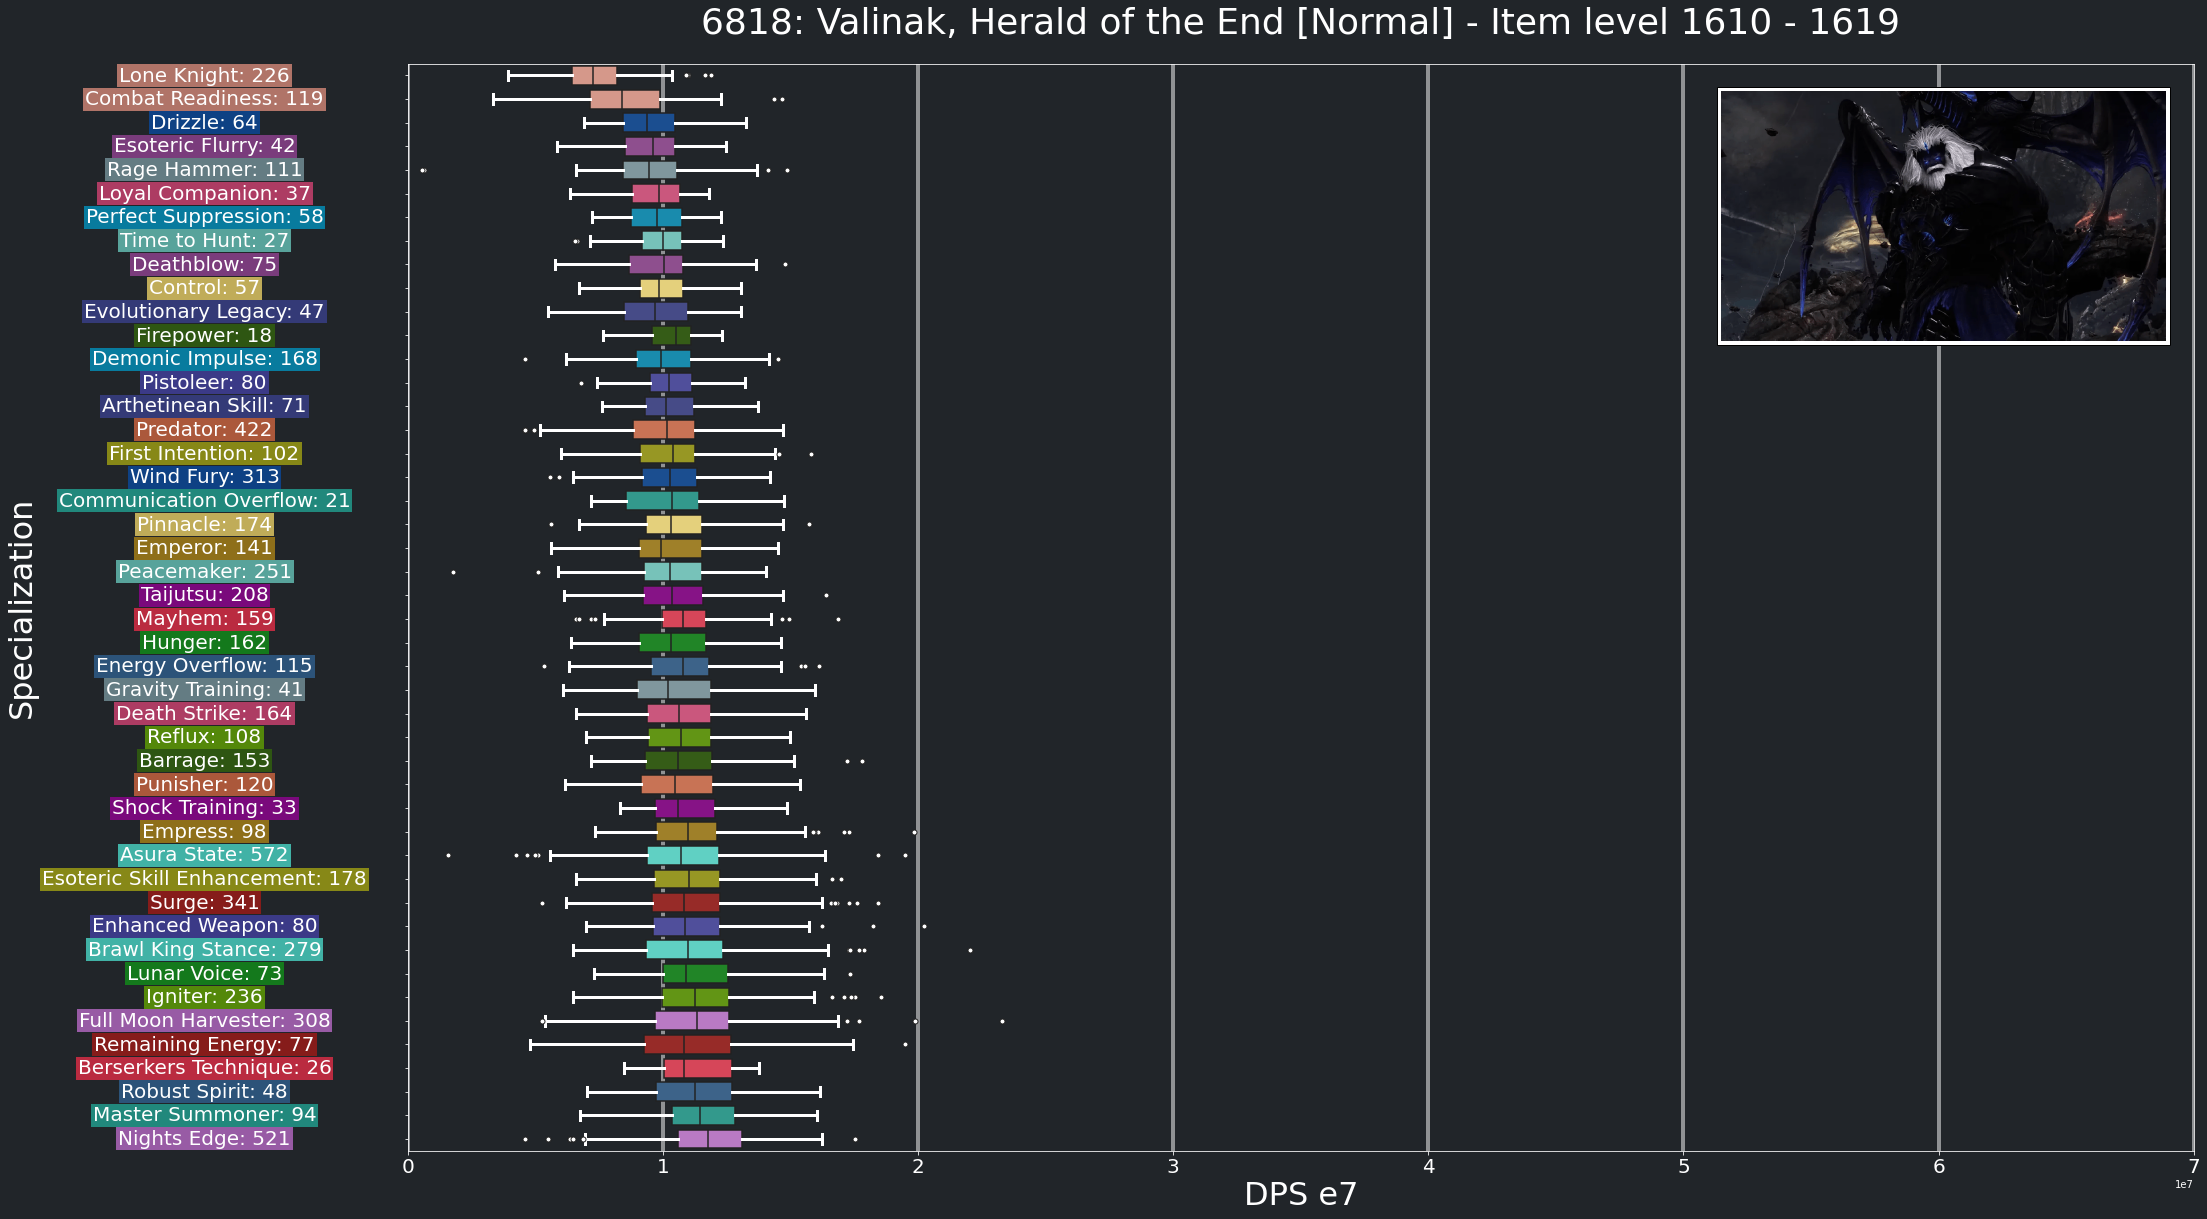 6818: Valinak, Herald of the End [Normal] - Item level 1610 - 1619
Specialization
Lone Knight: 226
Combat Readiness: 119
Drizzle: 64
Esoteric Flurry: 42
Rage Hammer: 111
Loyal Companion: 37
Perfect Suppression: 58
Time to Hunt: 27
Deathblow: 75
Control: 57
Evolutionary Legacy: 47
Firepower: 18
Demonic Impulse: 168
Pistoleer: 80
Arthetinean Skill: 71
Predator: 422
First Intention: 102
Wind Fury: 313
Communication Overflow: 21
Pinnacle: 174
Emperor: 141
Peacemaker: 251
Taijutsu: 208
Mayhem: 159
Hunger: 162
Energy Overflow: 115
Gravity Training: 41
Death Strike: 164
Reflux: 108
Barrage: 153
Punisher: 120
Shock Training: 33
Empress: 98
Asura State: 572
Esoteric Skill Enhancement: 178
Surge: 341
Enhanced Weapon: 80
Brawl King Stance: 279
Lunar Voice: 73
Igniter: 236
Full Moon Harvester: 308
Remaining Energy: 77
Berserkers Technique: 26
Robust Spirit: 48
Master Summoner: 94
Nights Edge: 521
0 1 2 3 4 5 6 7
1e7
DPS e7